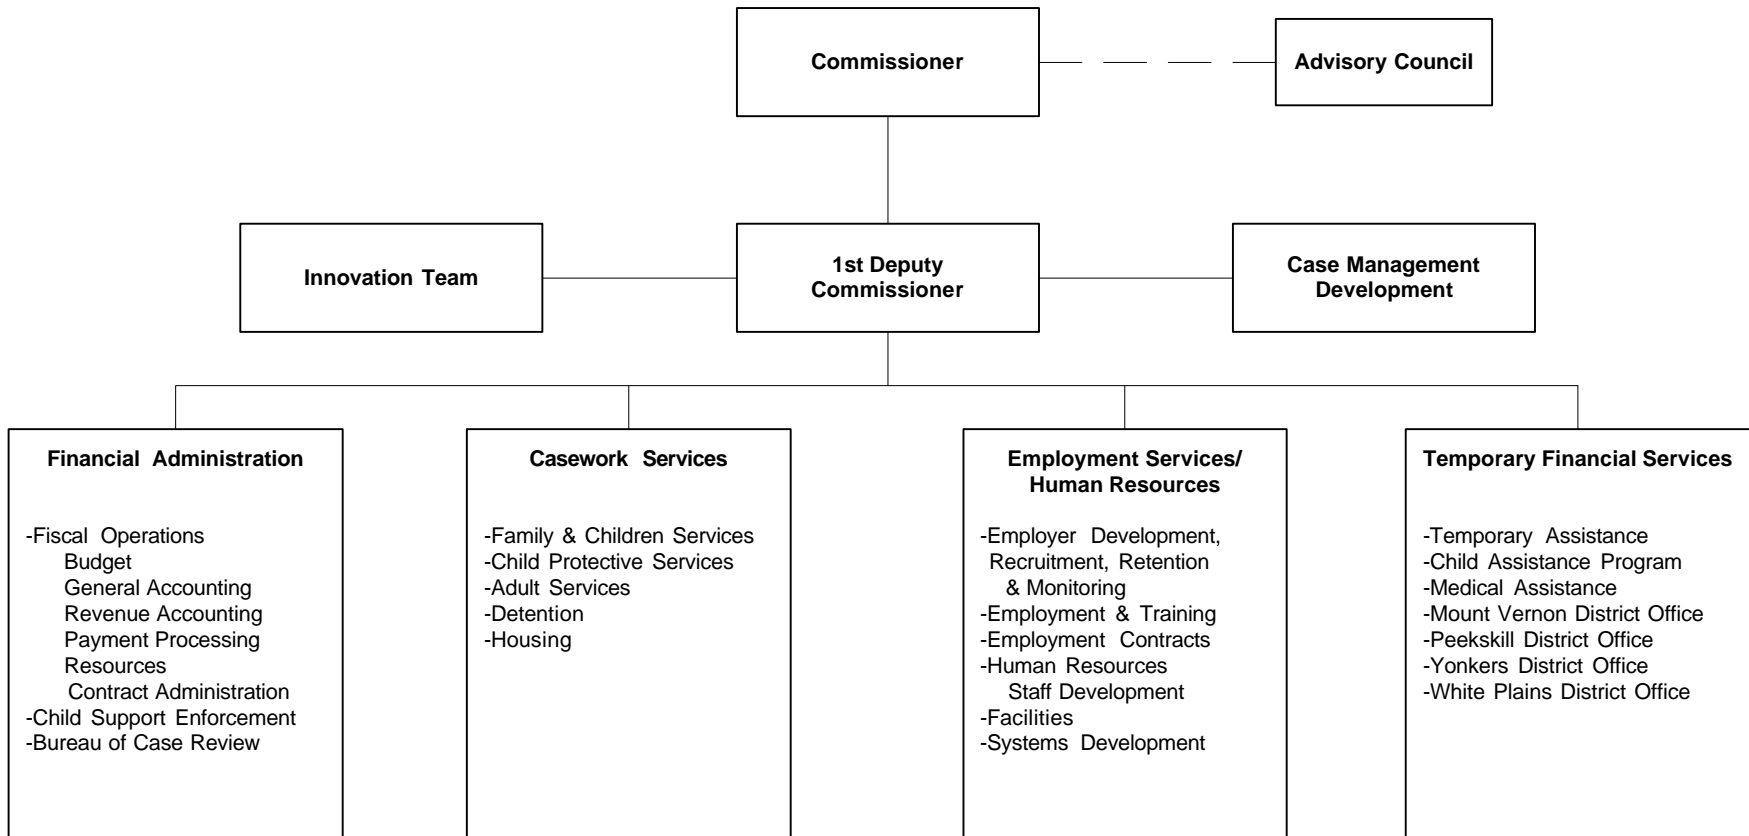 Commissioner
Advisory Council
Innovation Team
1st Deputy
Commissioner
Case Management
Development
Financial Administration
-Fiscal Operations
Budget
General Accounting
Revenue Accounting
Payment Processing
Resources
Contract Administration
-Child Support Enforcement
-Bureau of Case Review
Casework Services
-Family & Children Services
-Child Protective Services
-Adult Services
-Detention
-Housing
Employment Services/
Human Resources
-Employer Development,
Recruitment, Retention
& Monitoring
-Employment & Training
-Employment Contracts
-Human Resources
Staff Development
-Facilities
-Systems Development
Temporary Financial Services
-Temporary Assistance
-Child Assistance Program
-Medical Assistance
-Mount Vernon District Office
-Peekskill District Office
-Yonkers District Office
-White Plains District Office